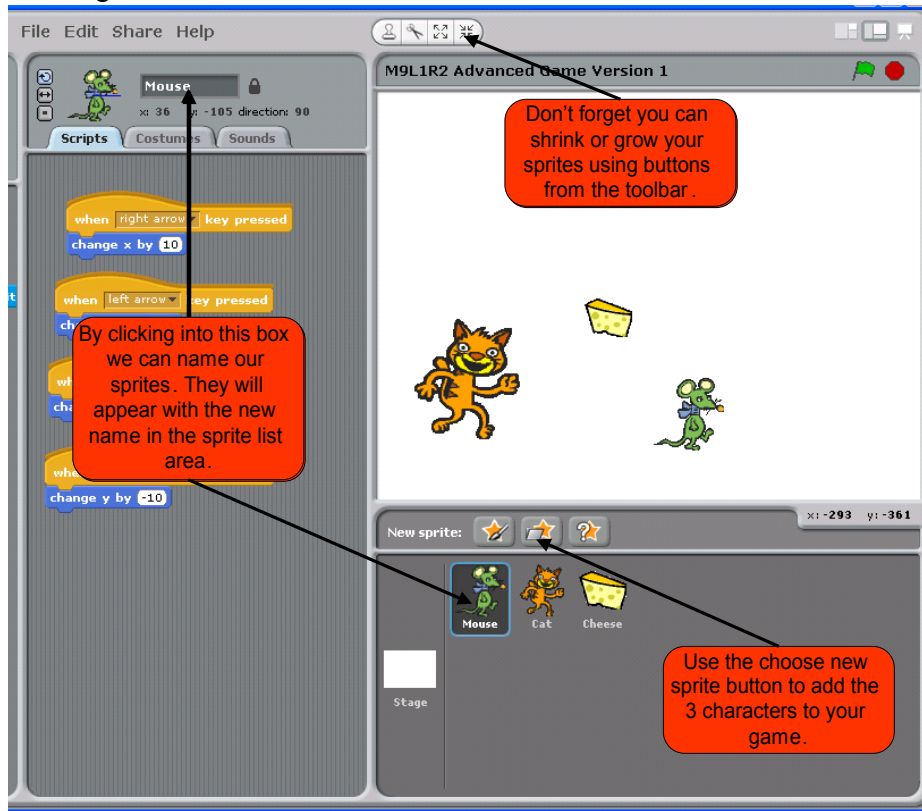 File Edit Share Help
Mouse
x: 36 y: -105 direction: 90
Scripts Costumes Sounds
when right arrow key pressed
change x by 10
when left arrow key pressed
By clicking into this box
we can name our
sprites. They will
appear with the new
name in the sprite list
area.
change y by -10
M9L1R2 Advanced Game Version 1
Don't forget you can
shrink or grow your
sprites using buttons
from the toolbar.
x: -293 y: -361
New sprite:
Mouse Cat Cheese
Stage
Use the choose new
sprite button to add the
3 characters to your
game.